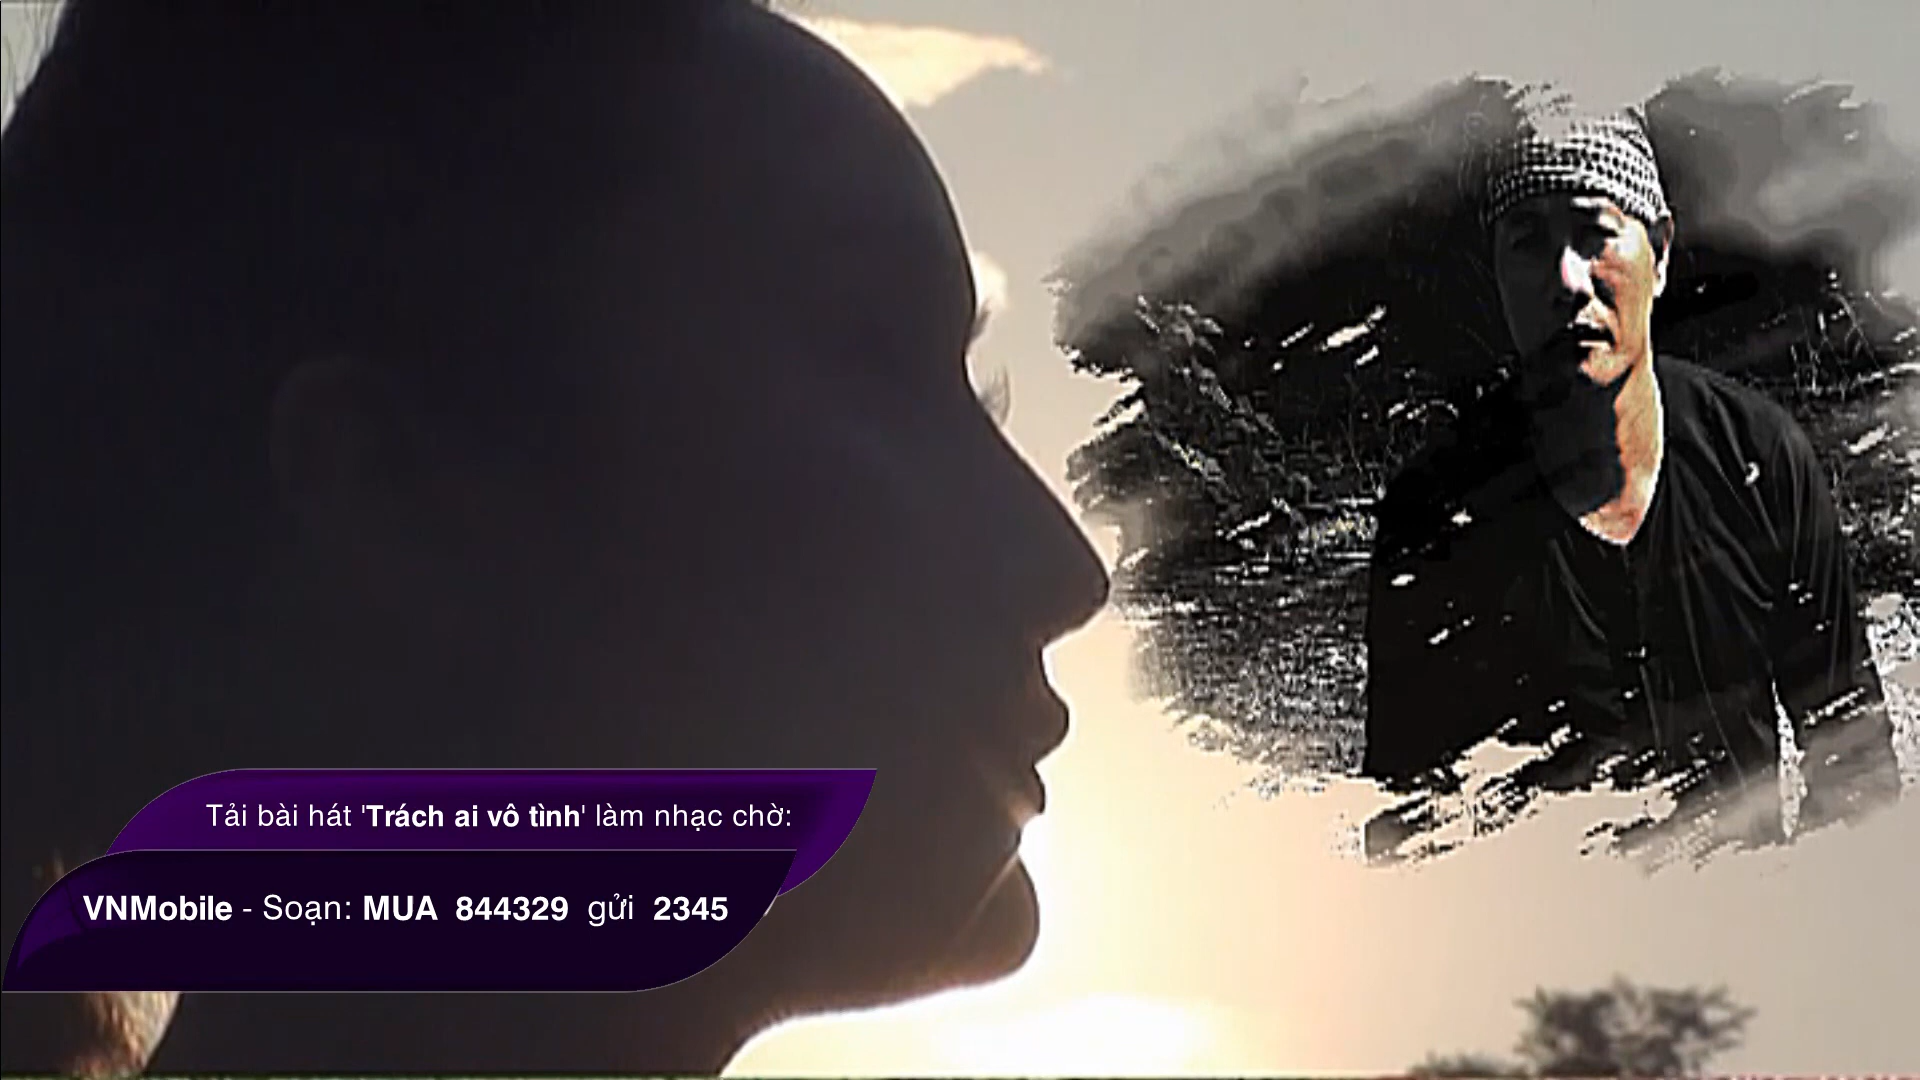 Tải bài hát 'Trách ai vô tình' làm nhạc chờ:
VNMobile - Soạn: MUA 844329 gửi 2345